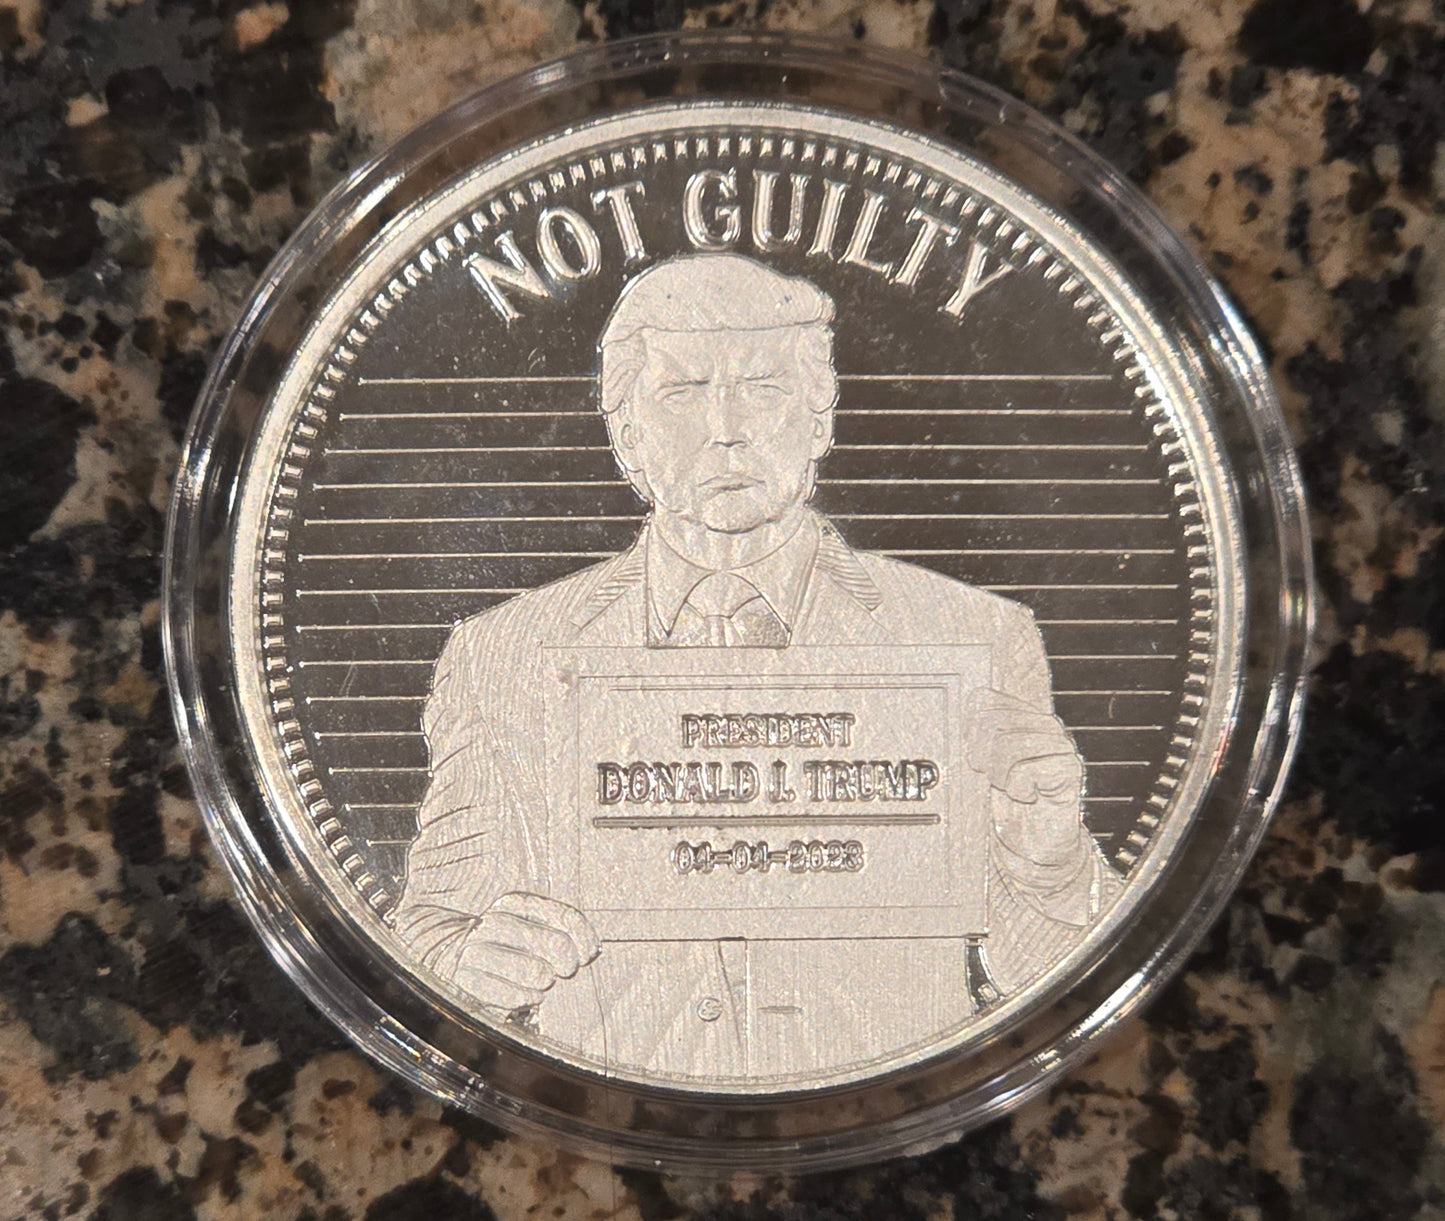 NOT GUILTY
PRESIDENT
DONALD J. TRUMP
04-04-2023